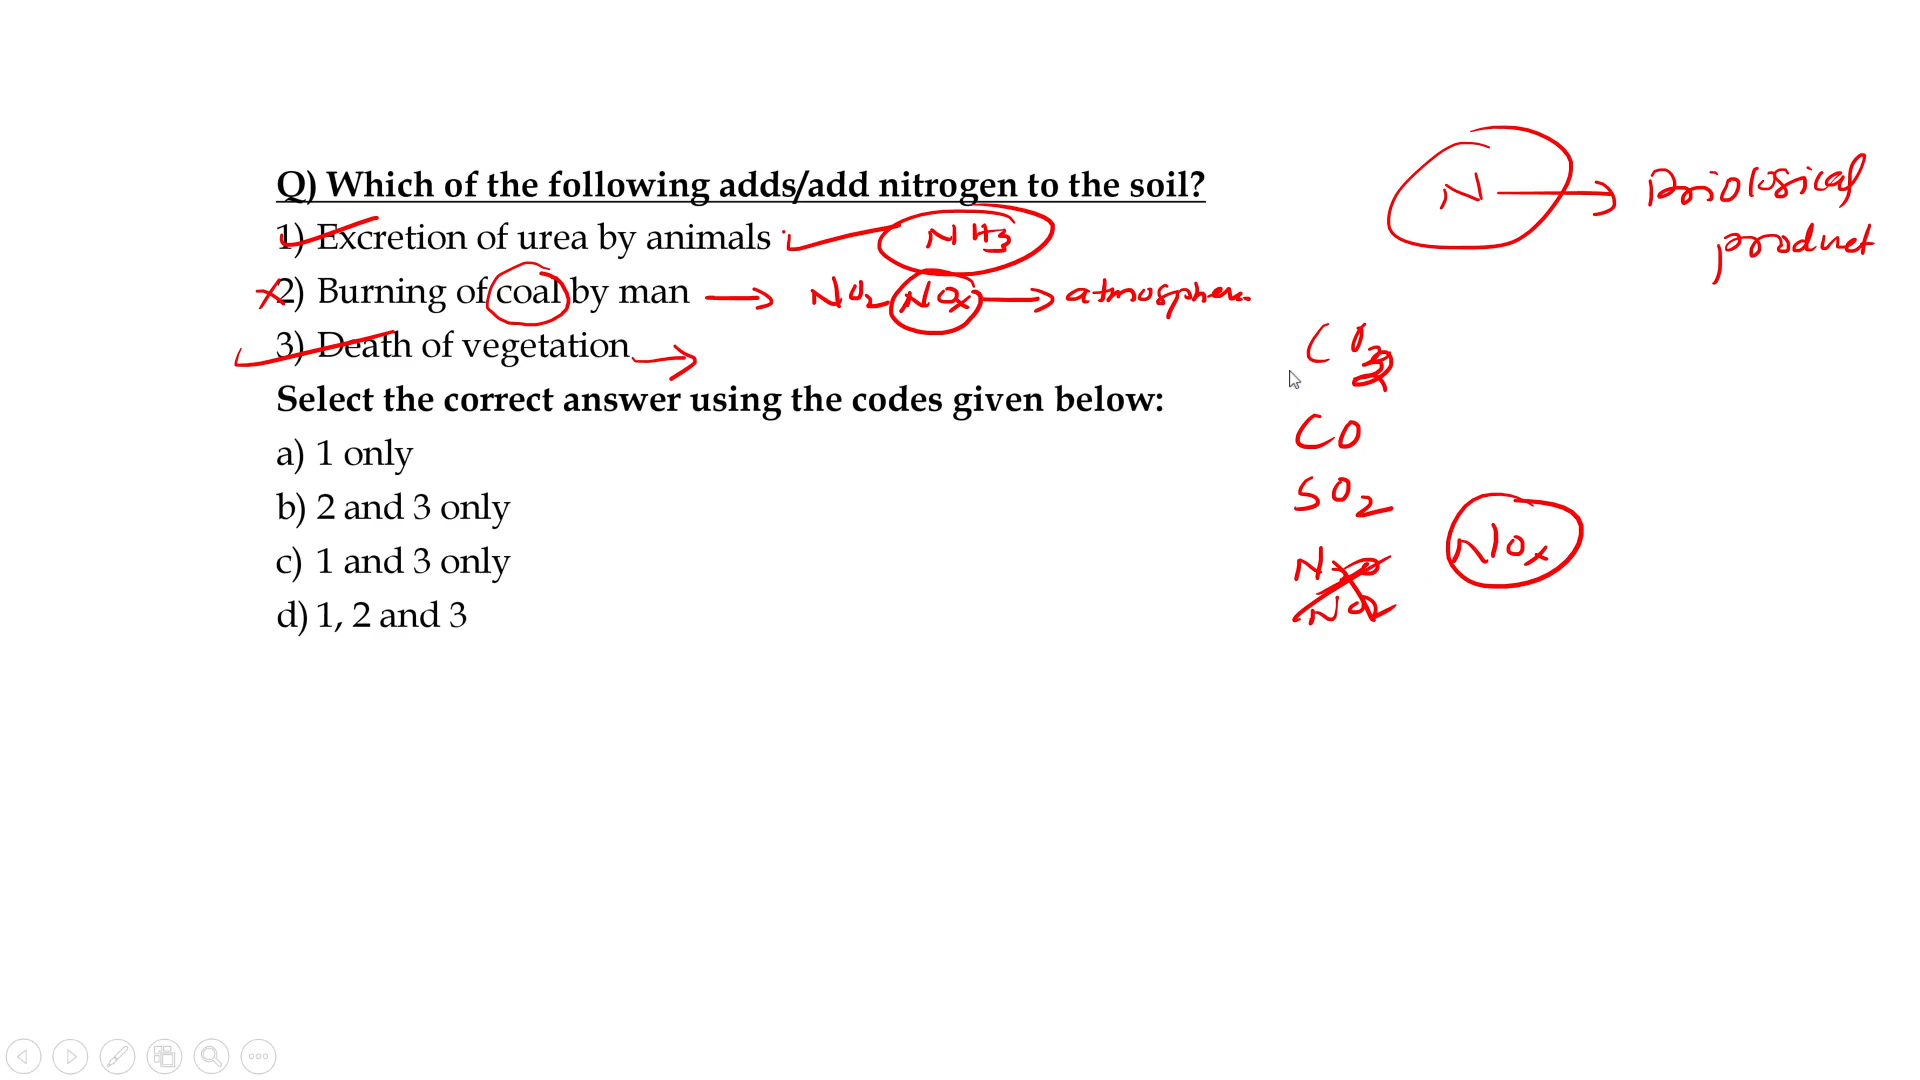 Q) Which of the following adds/add nitrogen to the soil?
1) Excretion of urea by animals NH3
2) Burning of coal by man → NO2 NOx → atmosphere
3) Death of vegetation →
Select the correct answer using the codes given below:
a) 1 only
b) 2 and 3 only
c) 1 and 3 only
d) 1, 2 and 3
N → Biological
product
CO
CO
SO2
NOx
NO2